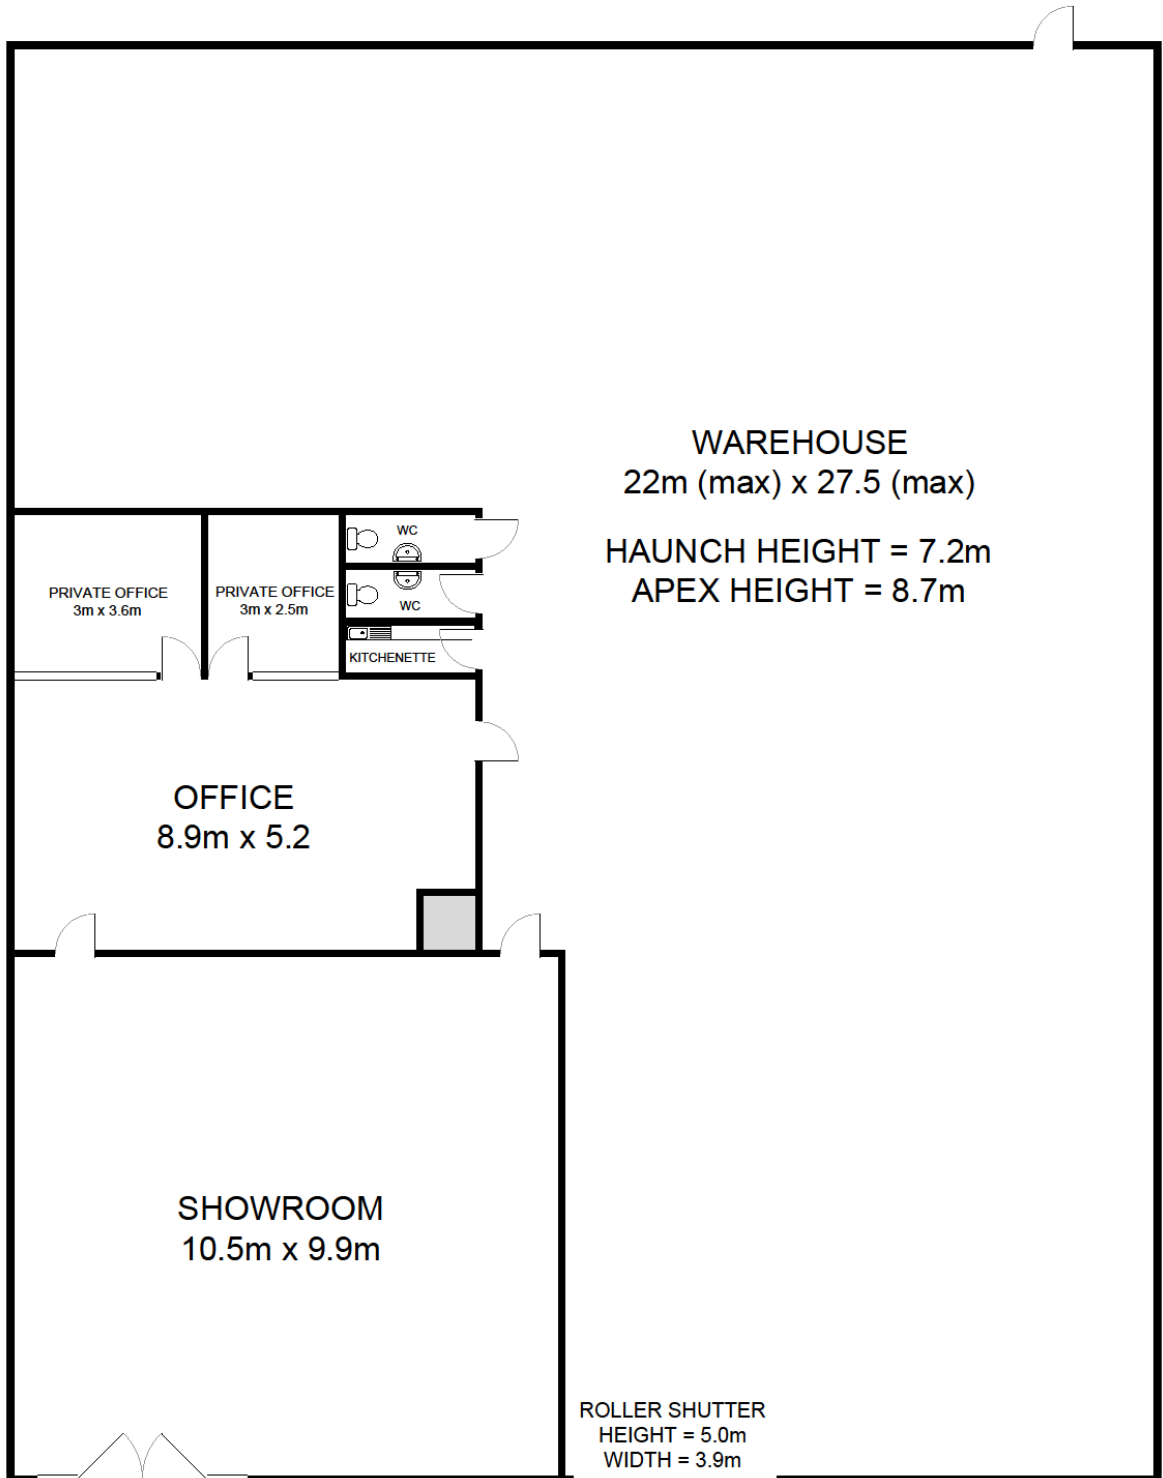 WAREHOUSE
22m (max) x 27.5 (max)
HAUNCH HEIGHT = 7.2m
APEX HEIGHT = 8.7m
WC
PRIVATE OFFICE
3m x 3.6m
PRIVATE OFFICE
3m x 2.5m
WC
KITCHENETTE
OFFICE
8.9m x 5.2
SHOWROOM
10.5m x 9.9m
ROLLER SHUTTER
HEIGHT = 5.0m
WIDTH = 3.9m